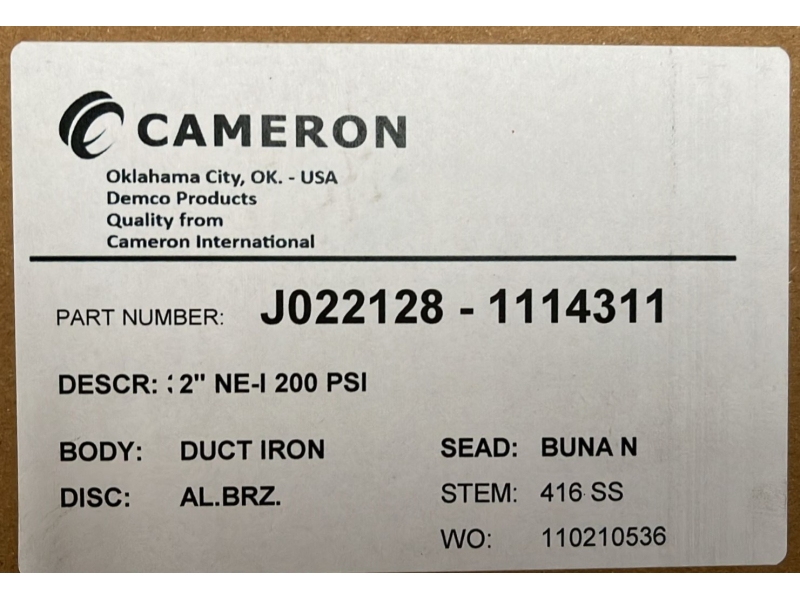 CAMERON
Oklahoma City, OK. - USA
Demco Products
Quality from
Cameron International
PART NUMBER: J022128 - 1114311
DESCR: : 2" NE-I 200 PSI
BODY: DUCT IRON SEAD: BUNA N
DISC: AL.BRZ. STEM: 416 SS
WO: 110210536